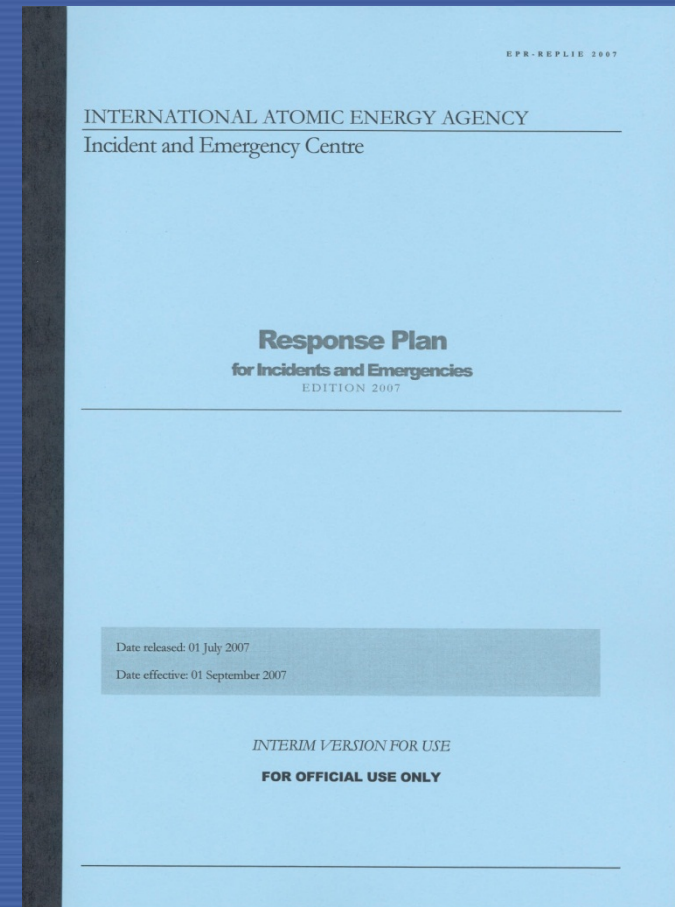 EPR-REPLIE 2007
INTERNATIONAL ATOMIC ENERGY AGENCY
Incident and Emergency Centre
Response Plan
for Incidents and Emergencies
EDITION 2007
Date released: 01 July 2007
Date effective: 01 September 2007
INTERIM VERSION FOR USE
FOR OFFICIAL USE ONLY